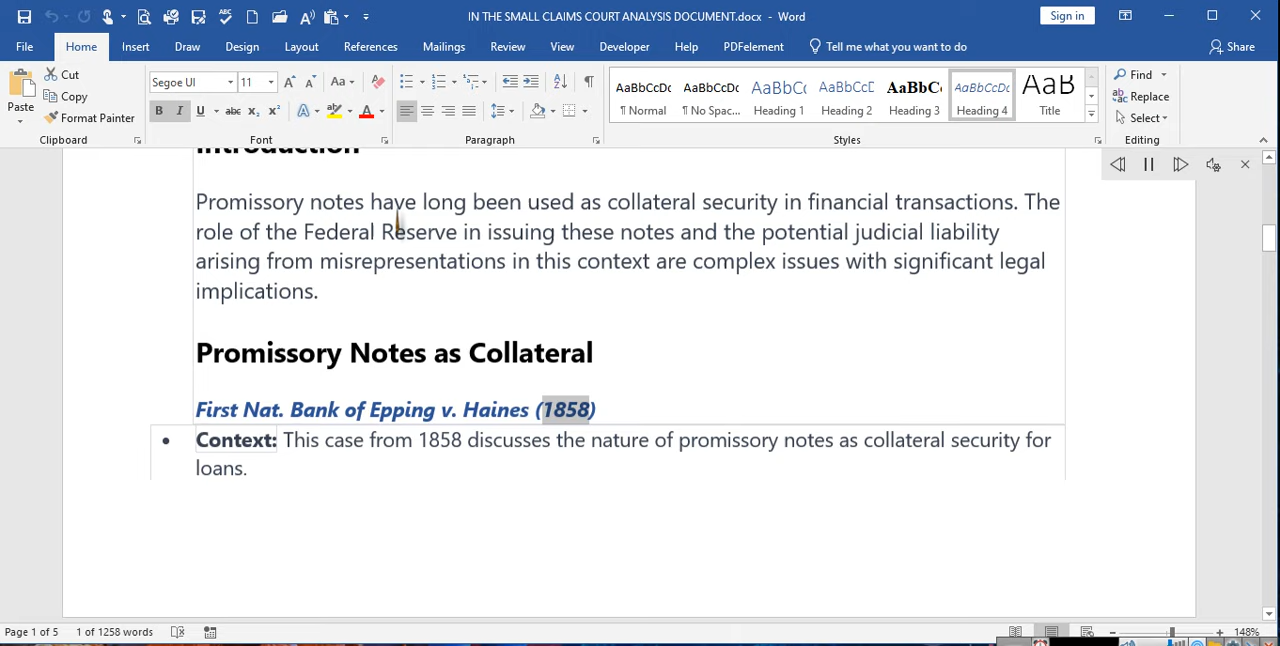 IN THE SMALL CLAIMS COURT ANALYSIS DOCUMENT.docx - Word
Sign in
File Home Insert Draw Design Layout References Mailings Review View Developer Help PDFelement Tell me what you want to do Share
Paste
Cut
Copy
Format Painter
Clipboard
Segoe UI 11
Font
Paragraph
AaBbCcDc ¶ Normal
AaBbCcDc ¶ No Spac...
AaBbCc Heading 1
AaBbCcD Heading 2
AaBbC Heading 3
AaBbCcDc Heading 4
AaB Title
Styles
Find
Replace
Select
Editing
Introduction
Promissory notes have long been used as collateral security in financial transactions. The
role of the Federal Reserve in issuing these notes and the potential judicial liability
arising from misrepresentations in this context are complex issues with significant legal
implications.
Promissory Notes as Collateral
First Nat. Bank of Epping v. Haines (1858)
• Context: This case from 1858 discusses the nature of promissory notes as collateral security for
loans.
Page 1 of 5 1 of 1258 words 148%